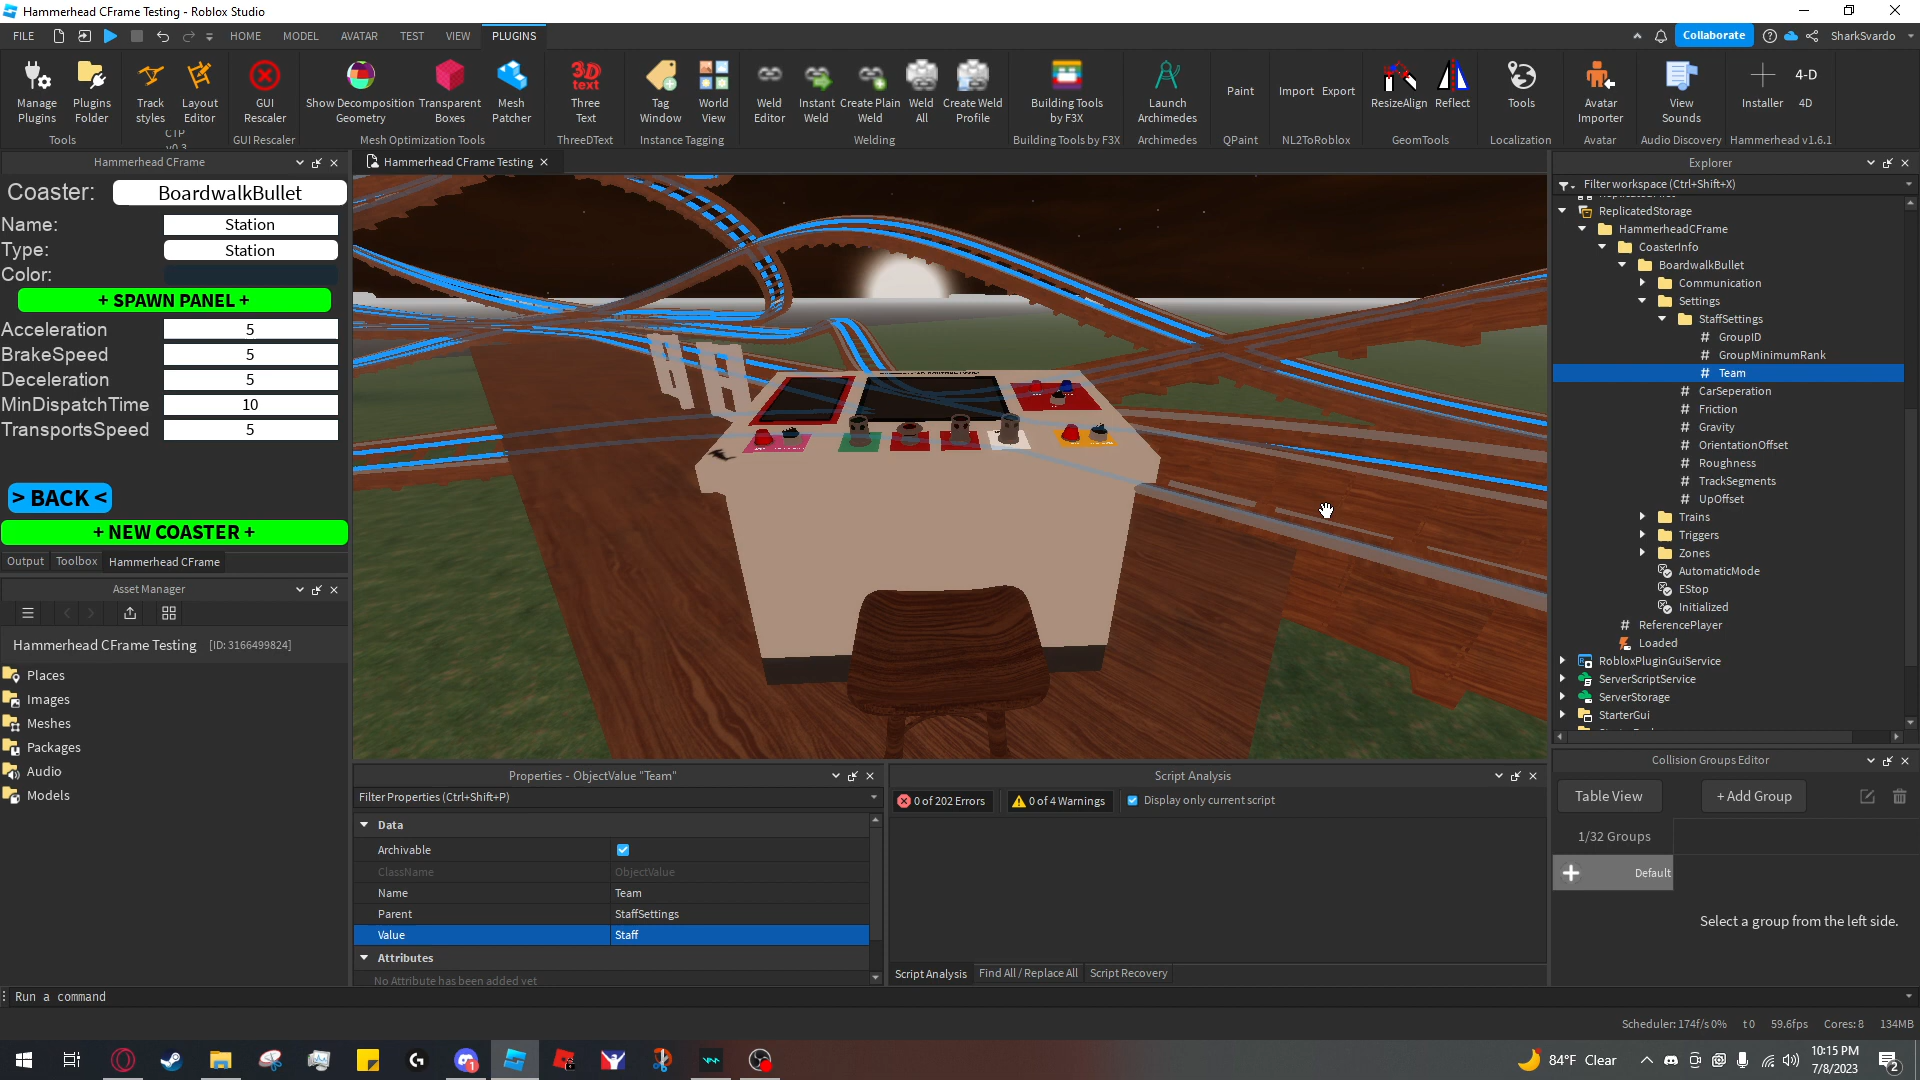 Hammerhead CFrame Testing - Roblox Studio
FILE HOME MODEL AVATAR TEST VIEW PLUGINS Collaborate SharkSvardo
Manage Plugins
Plugins Folder
Track styles
Layout Editor
GUI Rescaler
Show Decomposition Geometry
Transparent Boxes
Mesh Patcher
3D text
Three Text
Tag Window
World View
Weld Editor
Instant Weld
Create Plain Weld
Weld All
Create Weld Profile
Building Tools by F3X
Launch Archimedes
Paint
Import
Export
ResizeAlign
Reflect
Tools
Avatar Importer
View Sounds
Installer
4-D
4D
Tools
CTP v0.3
GUI Rescaler
Mesh Optimization Tools
ThreeDText
Instance Tagging
Welding
Building Tools by F3X
Archimedes
QPaint
NL2ToRoblox
GeomTools
Localization
Avatar
Audio Discovery
Hammerhead v1.6.1
Hammerhead CFrame
Coaster: BoardwalkBullet
Name: Station
Type: Station
Color:
+ SPAWN PANEL +
Acceleration 5
BrakeSpeed 5
Deceleration 5
MinDispatchTime 10
TransportsSpeed 5
> BACK <
+ NEW COASTER +
Output Toolbox Hammerhead CFrame
Asset Manager
Hammerhead CFrame Testing [ID: 3166499824]
Places
Images
Meshes
Packages
Audio
Models
Hammerhead CFrame Testing
Properties - ObjectValue "Team"
Filter Properties (Ctrl+Shift+P)
Data
Archivable
ClassName ObjectValue
Name Team
Parent StaffSettings
Value Staff
Attributes
No Attribute has been added yet
Script Analysis
0 of 202 Errors 0 of 4 Warnings Display only current script
Script Analysis Find All / Replace All Script Recovery
Explorer
Filter workspace (Ctrl+Shift+X)
ReplicatedStorage
HammerheadCFrame
CoasterInfo
BoardwalkBullet
Communication
Settings
StaffSettings
GroupID
GroupMinimumRank
Team
CarSeperation
Friction
Gravity
OrientationOffset
Roughness
TrackSegments
UpOffset
Trains
Triggers
Zones
AutomaticMode
EStop
Initialized
ReferencePlayer
Loaded
RobloxPluginGuiService
ServerScriptService
ServerStorage
StarterGui
Collision Groups Editor
Table View + Add Group
1/32 Groups
Default
Select a group from the left side.
Run a command
Scheduler: 174f/s 0% t0 59.6fps Cores: 8 134MB
84°F Clear
10:15 PM
7/8/2023
2